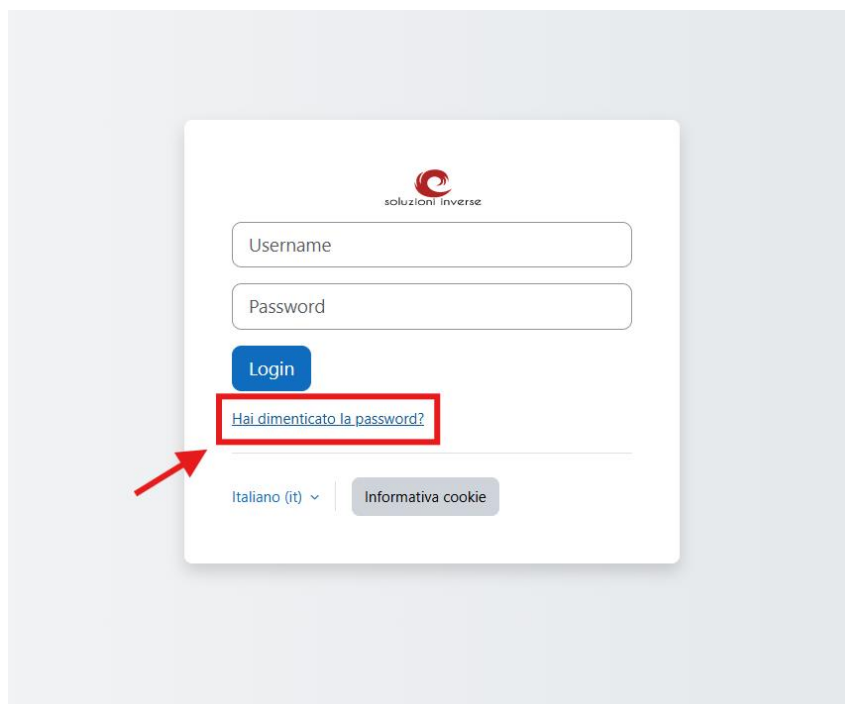 soluzioni inverse
Username
Password
Login
Hai dimenticato la password?
Italiano (it)
Informativa cookie